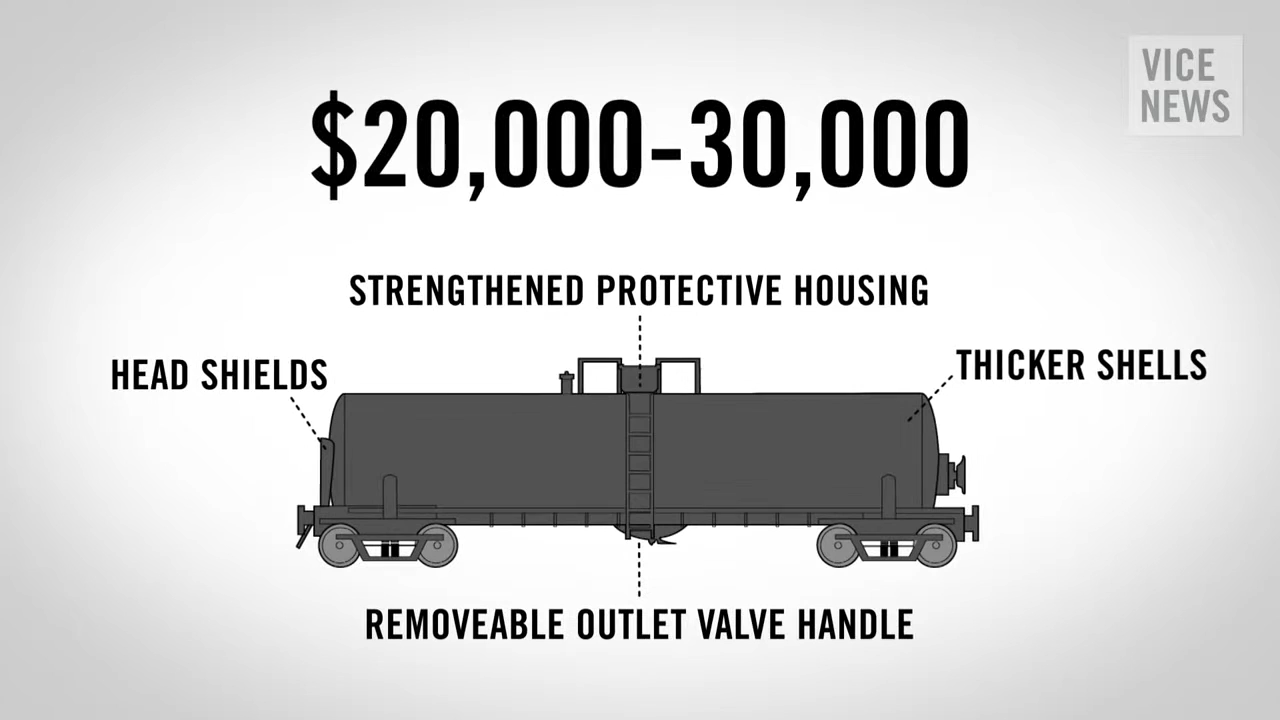 VICE
NEWS
$20,000-30,000
STRENGTHENED PROTECTIVE HOUSING
HEAD SHIELDS
THICKER SHELLS
REMOVEABLE OUTLET VALVE HANDLE